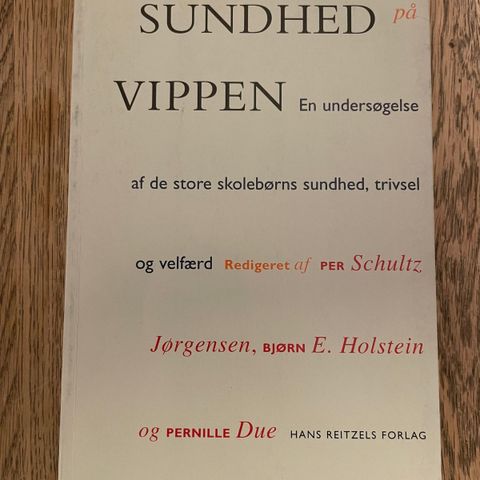 SUNDHED på
VIPPEN En undersøgelse
af de store skolebørns sundhed, trivsel
og velfærd Redigeret af PER Schultz
Jørgensen, BJØRN E. Holstein
og PERNILLE Due HANS REITZELS FORLAG